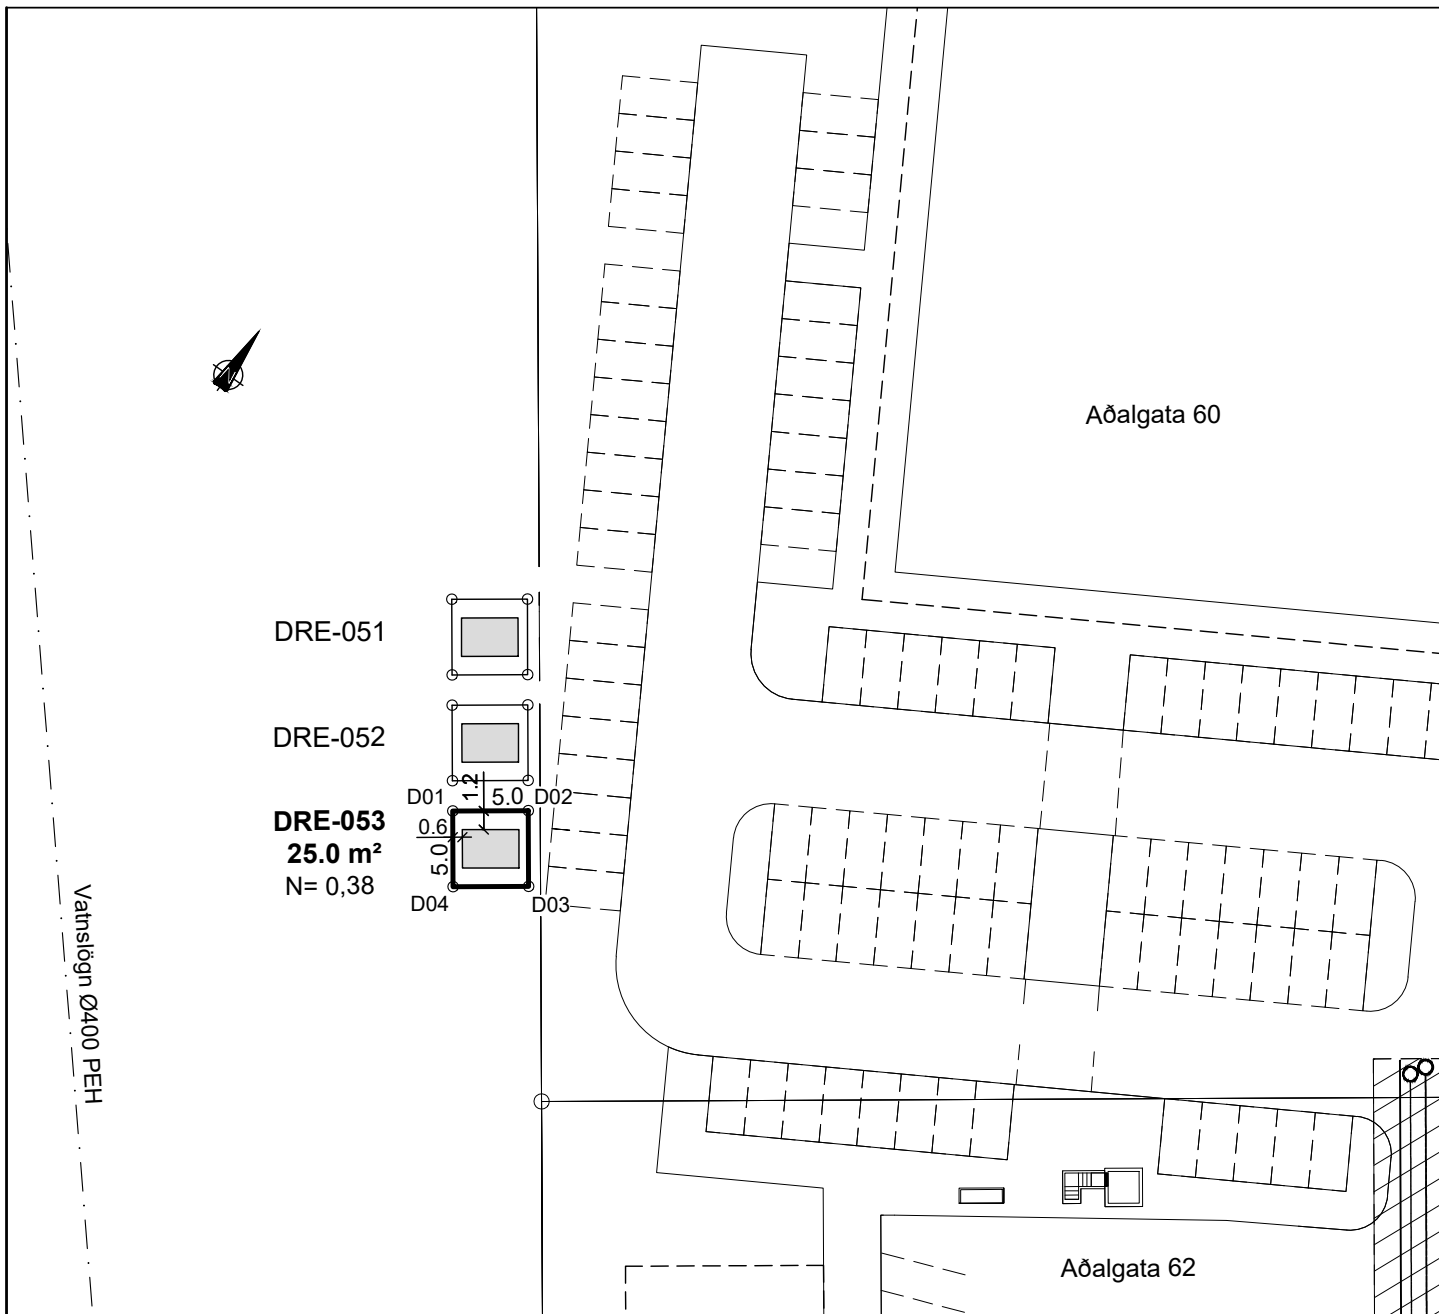 N
Aðalgata 60
DRE-051
DRE-052
D01
1.2
5.0
D02
DRE-053
0.6
25.0 m²
5.0
N= 0,38
D04
D03
Vatnslögn Ø400 PEH
Aðalgata 62